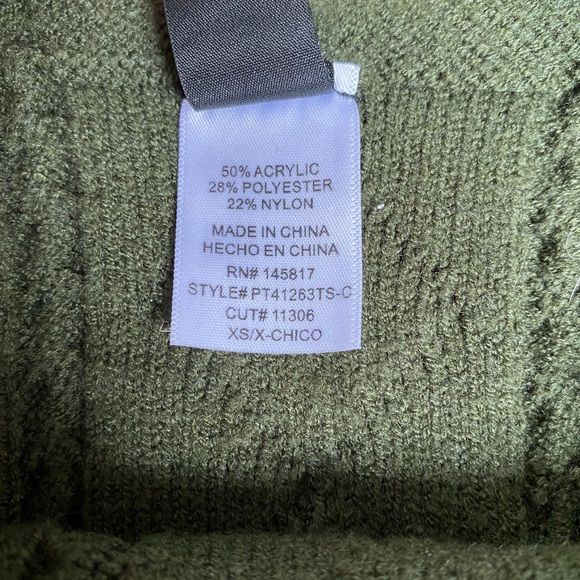 50% ACRYLIC
28% POLYESTER
22% NYLON
MADE IN CHINA
HECHO EN CHINA
RN# 145817
STYLE# PT41263TS-C
CUT# 11306
XS/X-CHICO